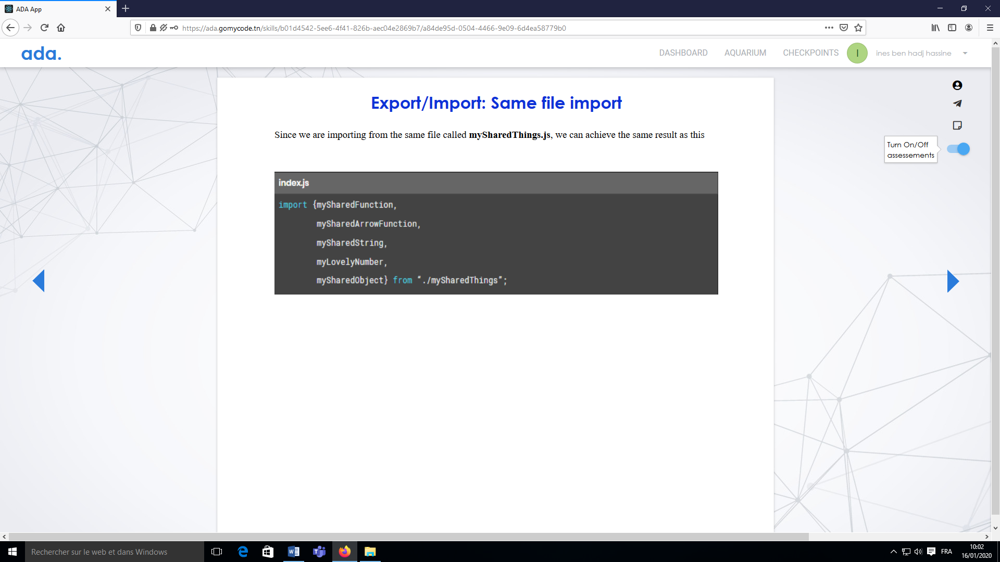 ADA App
https://ada.gomycode.tn/skills/b01d4542-5ee6-4f41-826b-aec04e2869b7/a84de95d-0504-4466-9e09-6d4ea58779b0
ada.
DASHBOARD
AQUARIUM
CHECKPOINTS
I
ines ben hadj hassine
Export/Import: Same file import
Since we are importing from the same file called mySharedThings.js, we can achieve the same result as this
Turn On/Off
assessements
index.js
import {mySharedFunction,
mySharedArrowFunction,
mySharedString,
myLovelyNumber,
mySharedObject} from “./mySharedThings”;
Rechercher sur le web et dans Windows
FRA
10:02
16/01/2020